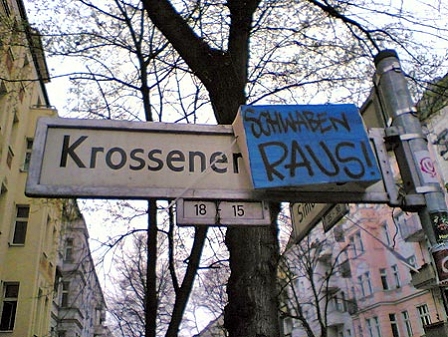 Krossener
SCHWABEN
RAUS!
18 15